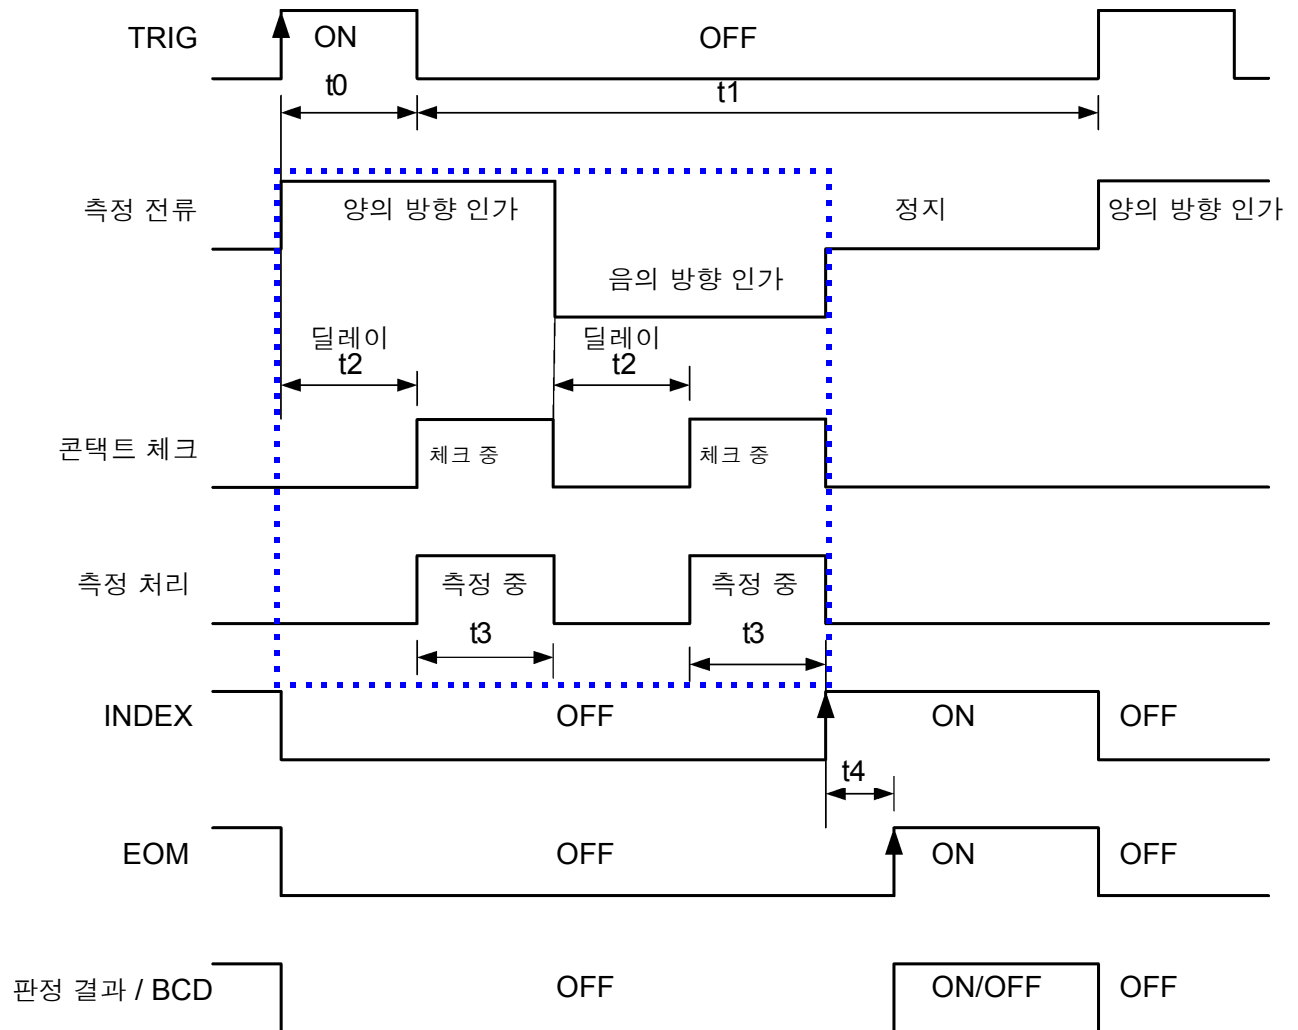 TRIG
ON
OFF
t0
t1
측정 전류
양의 방향 인가
정지
양의 방향 인가
음의 방향 인가
딜레이
t2
딜레이
t2
콘택트 체크
체크 중
체크 중
측정 처리
측정 중
측정 중
t3
t3
INDEX
OFF
ON
OFF
t4
EOM
OFF
ON
OFF
판정 결과 / BCD
OFF
ON/OFF
OFF